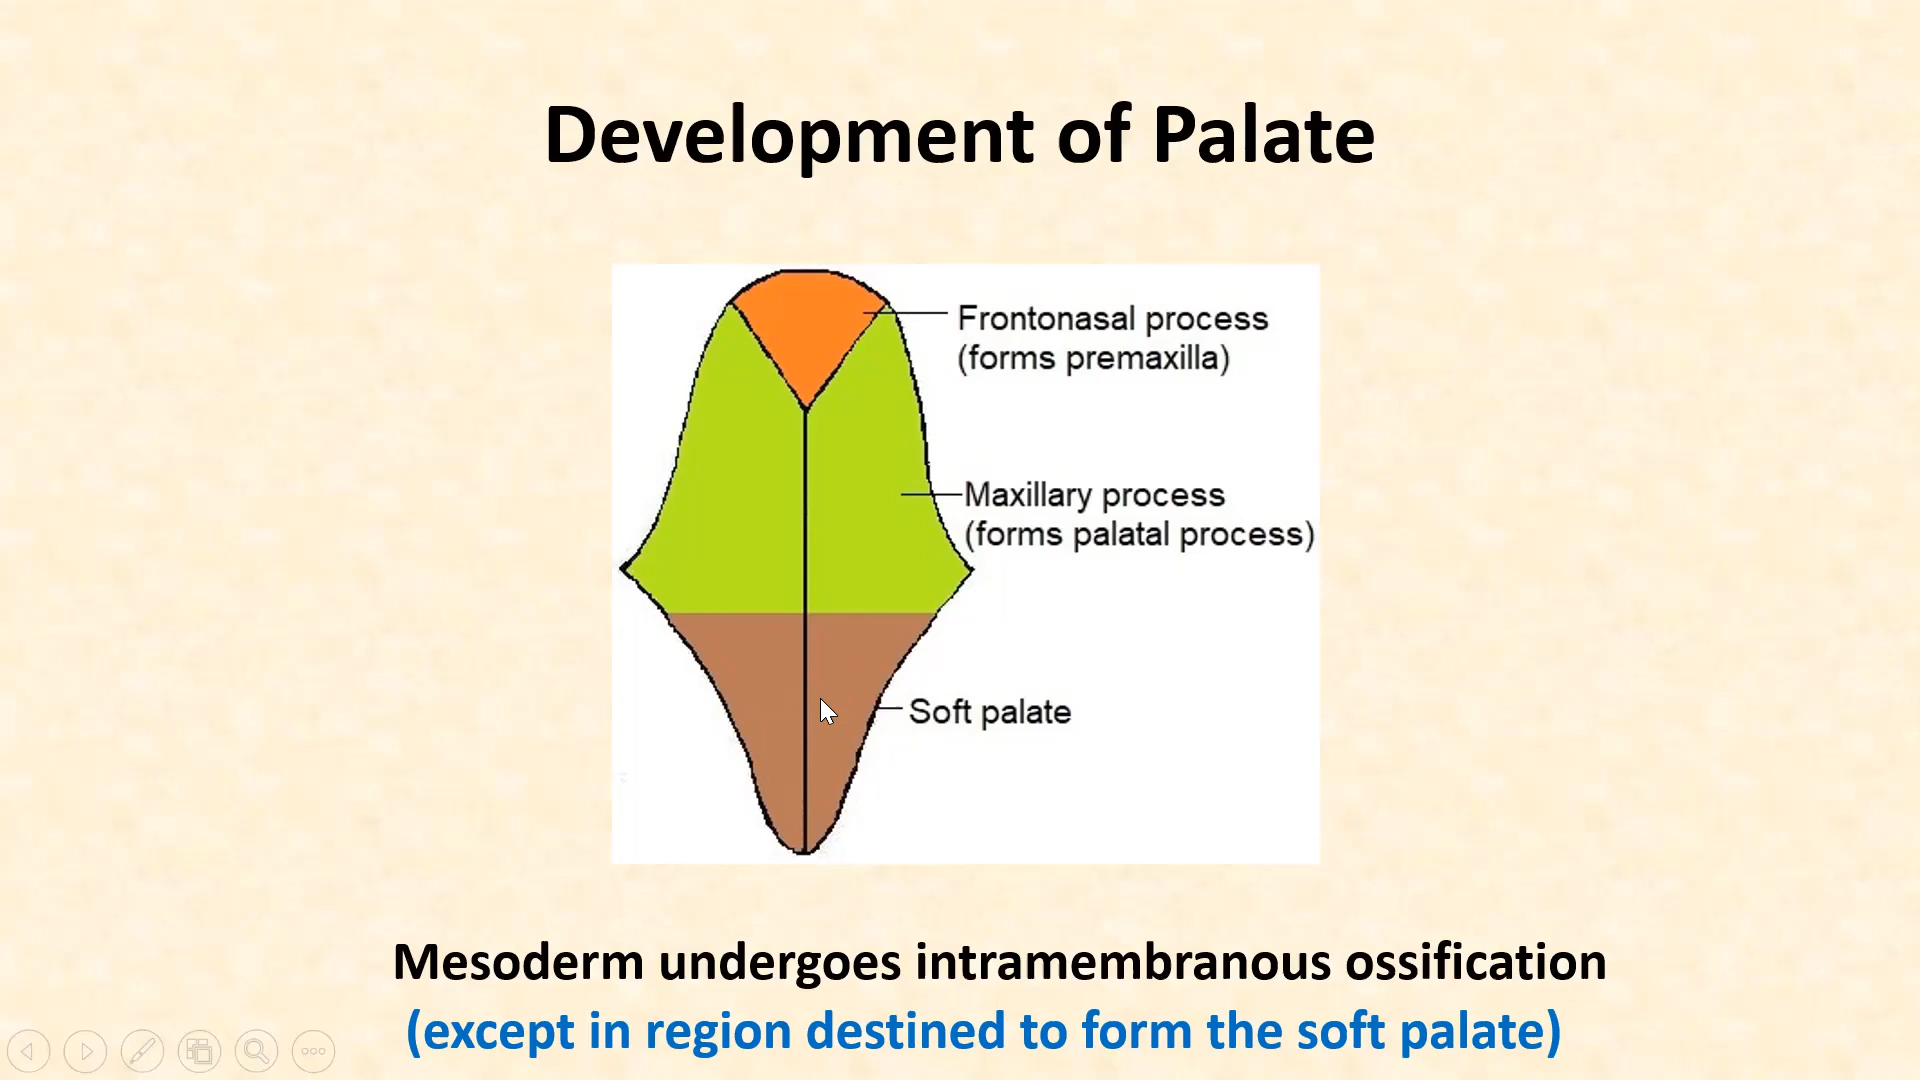 Development of Palate
Frontonasal process
(forms premaxilla)
Maxillary process
(forms palatal process)
Soft palate
Mesoderm undergoes intramembranous ossification
(except in region destined to form the soft palate)